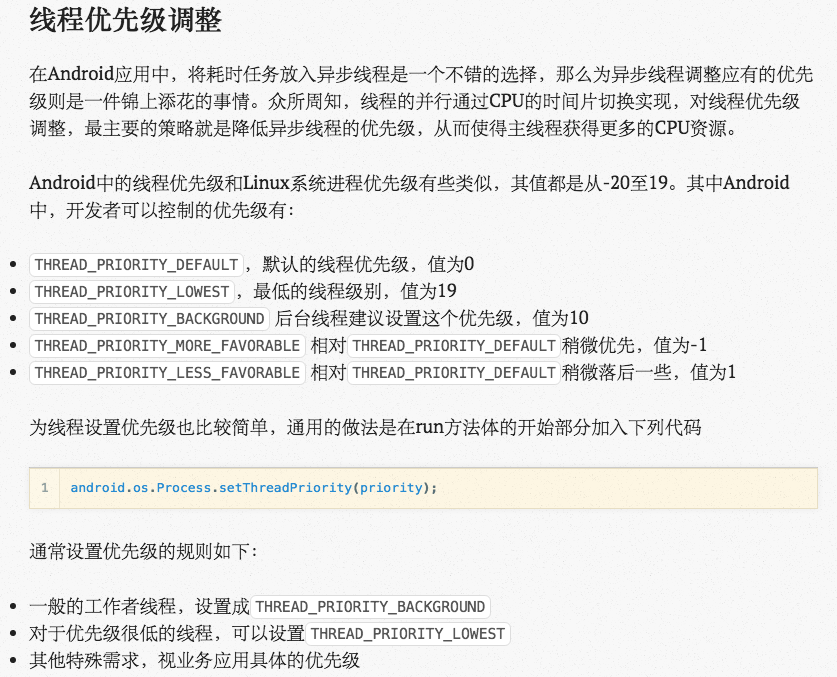 线程优先级调整
在Android应用中，将耗时任务放入异步线程是一个不错的选择，那么为异步线程调整应有的优先
级则是一件锦上添花的事情。众所周知，线程的并行通过CPU的时间片切换实现，对线程优先级
调整，最主要的策略就是降低异步线程的优先级，从而使得主线程获得更多的CPU资源。
Android中的线程优先级和Linux系统进程优先级有些类似，其值都是从-20至19。其中Android
中，开发者可以控制的优先级有：
• THREAD_PRIORITY_DEFAULT，默认的线程优先级，值为0
• THREAD_PRIORITY_LOWEST，最低的线程级别，值为19
• THREAD_PRIORITY_BACKGROUND 后台线程建议设置这个优先级，值为10
• THREAD_PRIORITY_MORE_FAVORABLE 相对THREAD_PRIORITY_DEFAULT稍微优先，值为-1
• THREAD_PRIORITY_LESS_FAVORABLE 相对THREAD_PRIORITY_DEFAULT稍微落后一些，值为1
为线程设置优先级也比较简单，通用的做法是在run方法体的开始部分加入下列代码
1 android.os.Process.setThreadPriority(priority);
通常设置优先级的规则如下：
• 一般的工作者线程，设置成THREAD_PRIORITY_BACKGROUND
• 对于优先级很低的线程，可以设置THREAD_PRIORITY_LOWEST
• 其他特殊需求，视业务应用具体的优先级